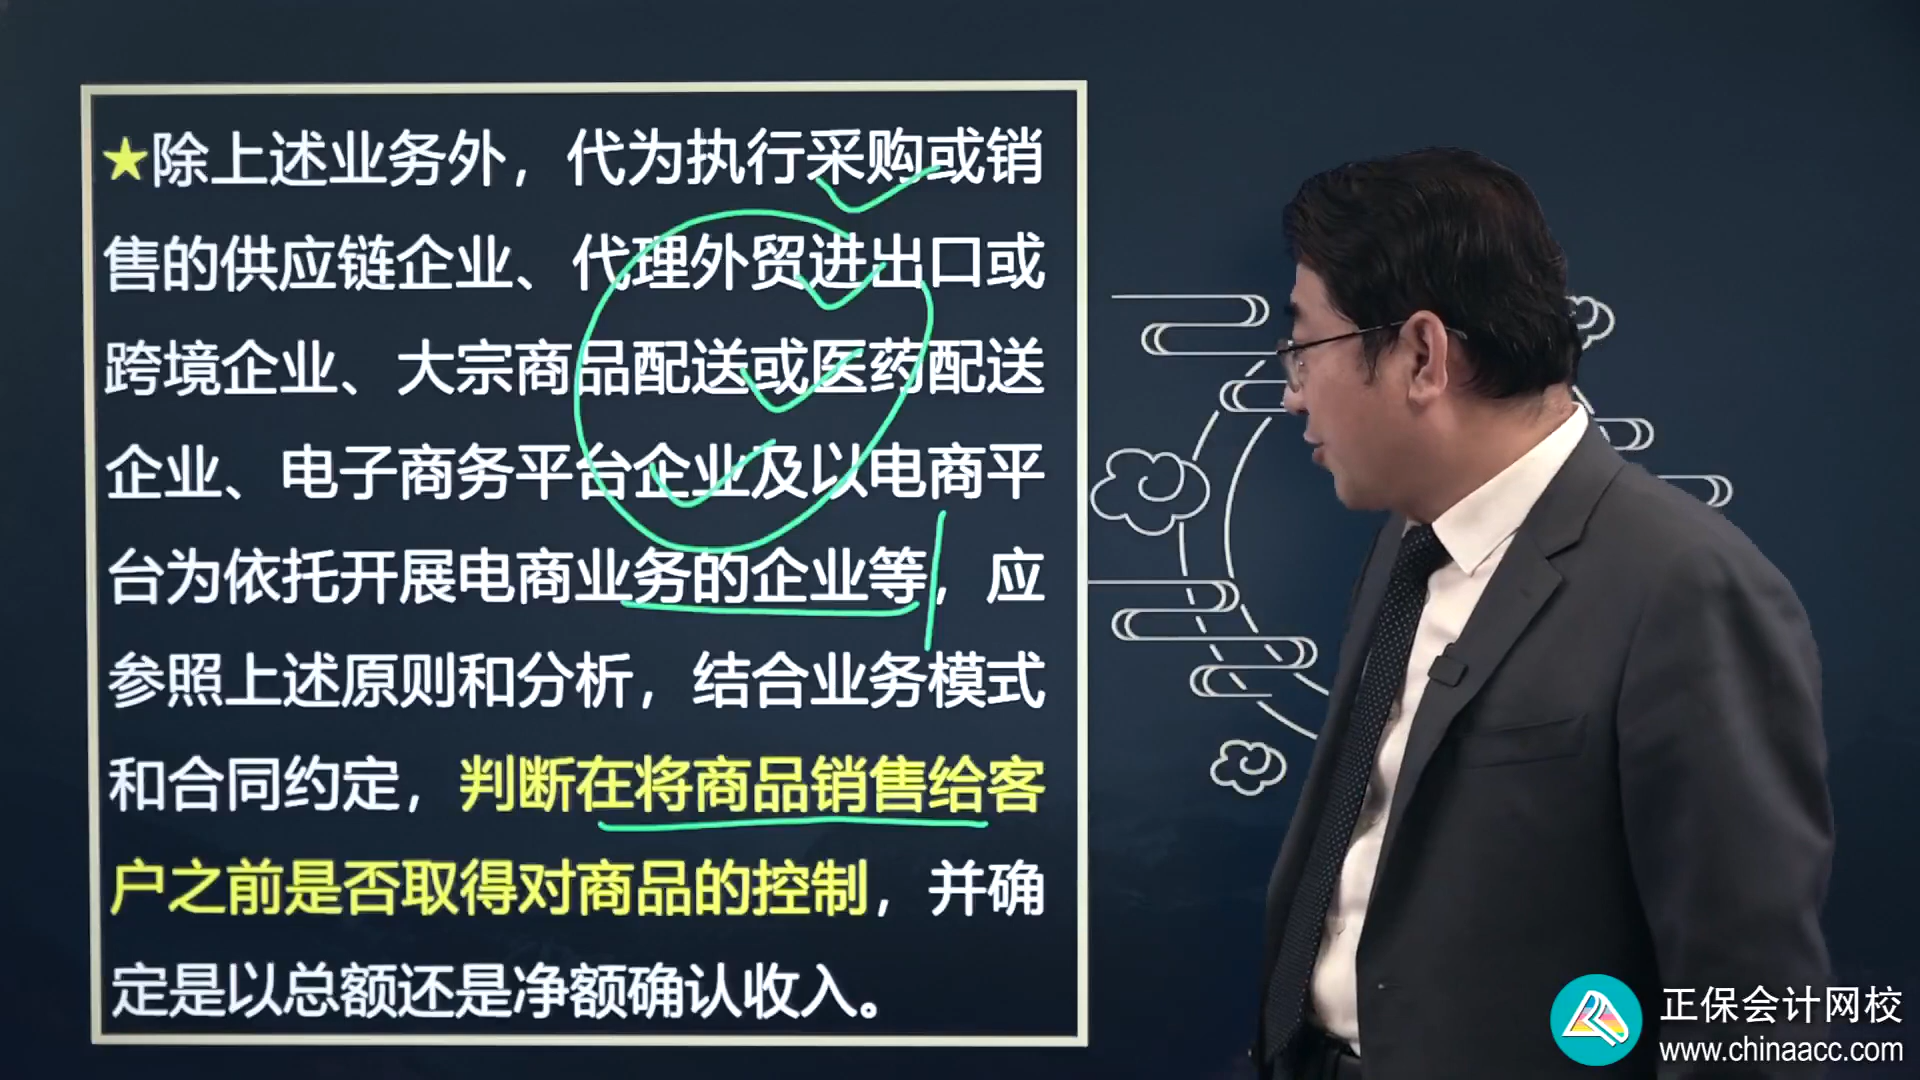 ★除上述业务外，代为执行采购或销
售的供应链企业、代理外贸进出口或
跨境企业、大宗商品配送或医药配送
企业、电子商务平台企业及以电商平
台为依托开展电商业务的企业等，应
参照上述原则和分析，结合业务模式
和合同约定，判断在将商品销售给客
户之前是否取得对商品的控制，并确
定是以总额还是净额确认收入。
正保会计网校
www.chinaacc.com